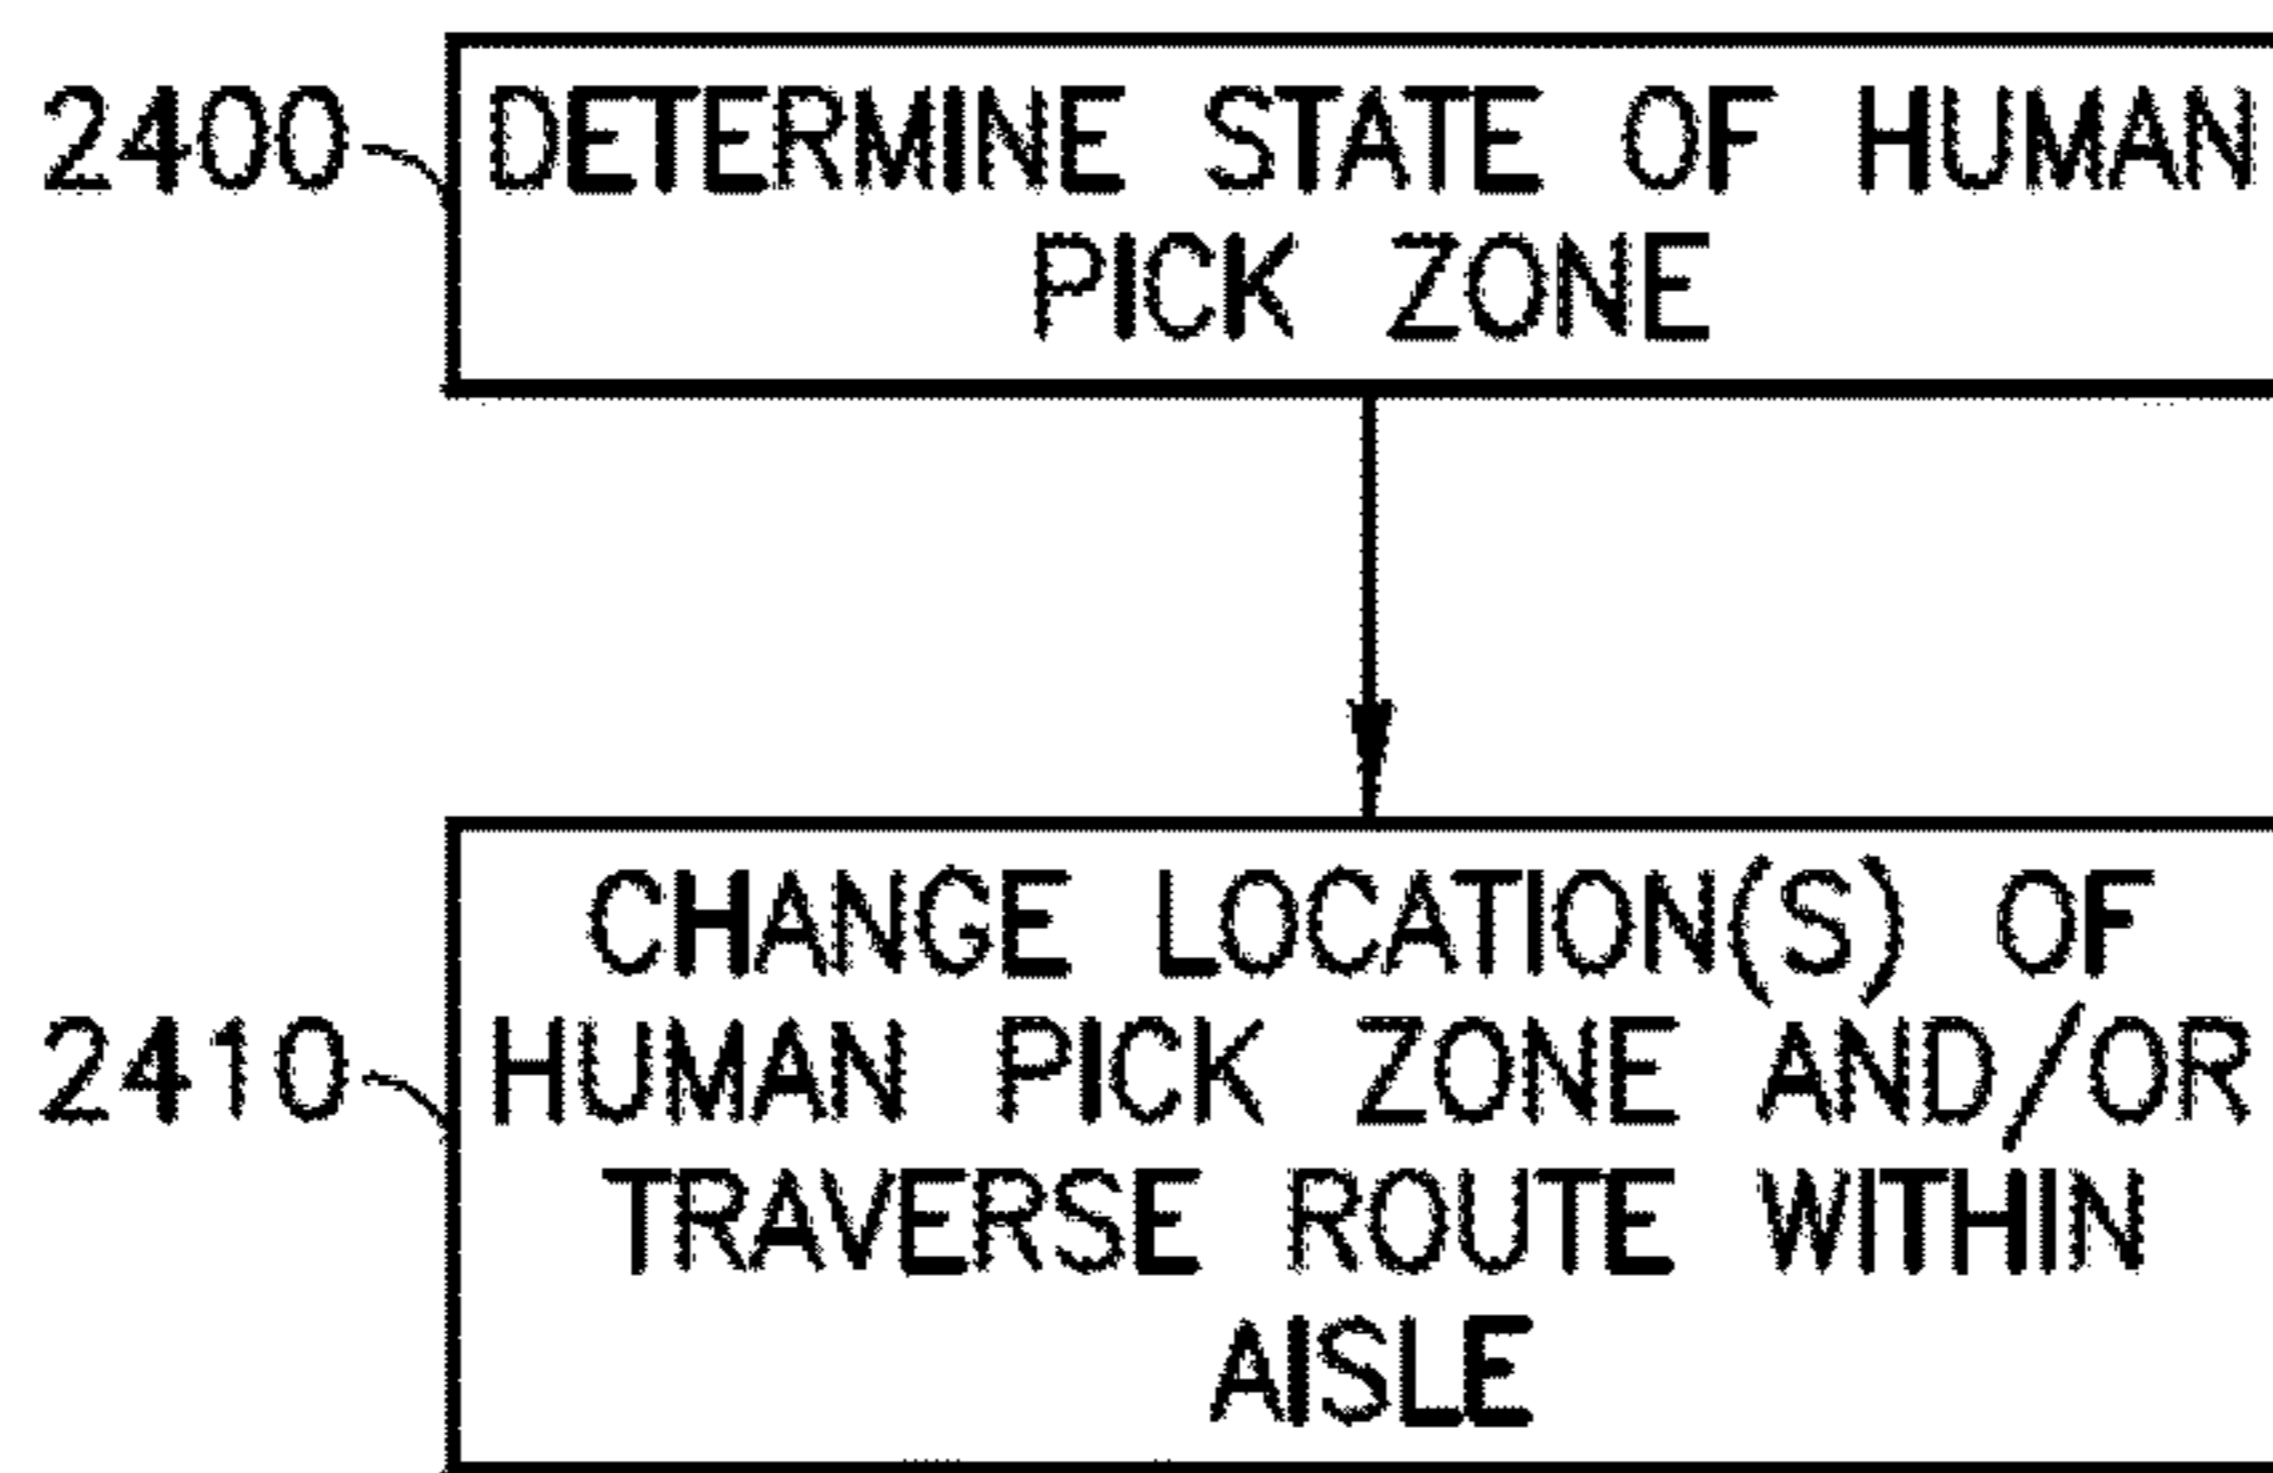 2400
DETERMINE STATE OF HUMAN
PICK ZONE
CHANGE LOCATION(S) OF
2410
HUMAN PICK ZONE AND/OR
TRAVERSE ROUTE WITHIN
AISLE